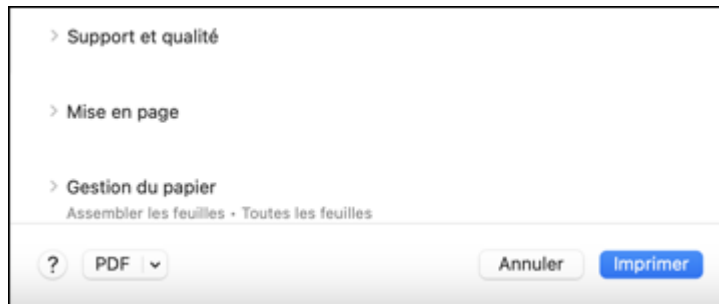 Support et qualité
Mise en page
Gestion du papier
Assembler les feuilles • Toutes les feuilles
? PDF Annuler Imprimer